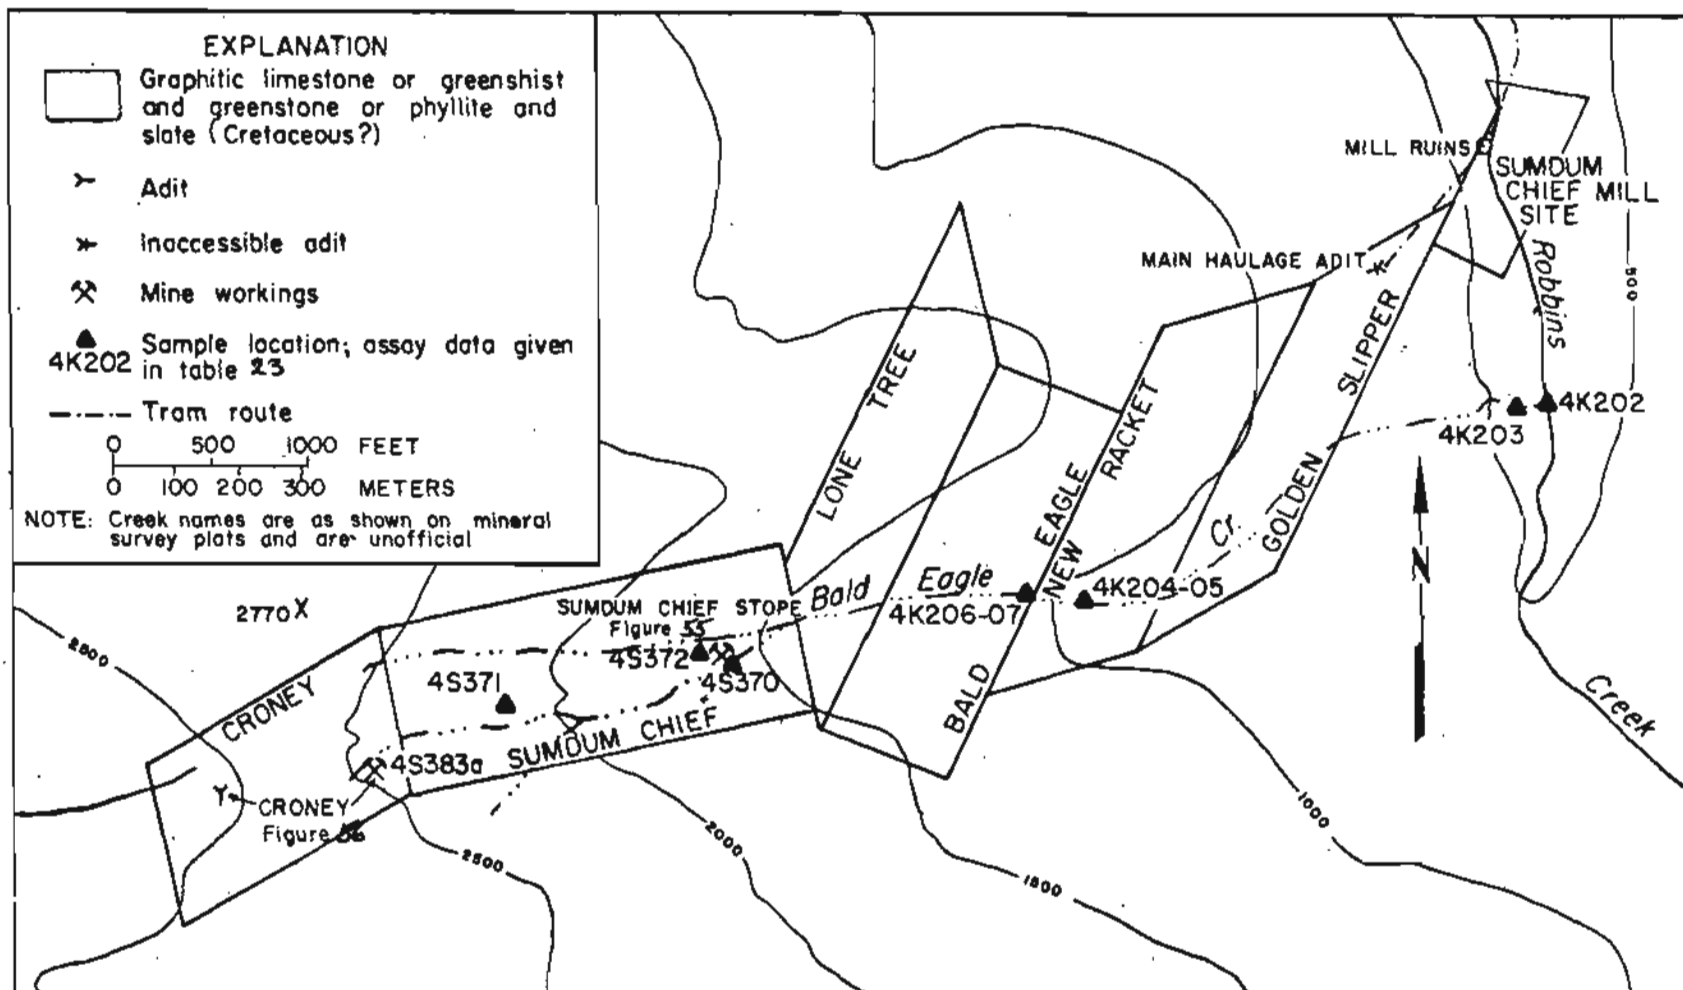 EXPLANATION
Graphitic limestone or greenshist
and greenstone or phyllite and
slate (Cretaceous?)
Adit
Inaccessible adit
Mine workings
4K202
Sample location; assay data given
in table 23
Tram route
0 500 1000 FEET
0 100 200 300 METERS
NOTE: Creek names are as shown on mineral
survey plats and are unofficial
MILL RUINS
SUMDUM
CHIEF MILL
SITE
MAIN HAULAGE ADIT
Robbins
500
LONE TREE
RACKET
SLIPPER
4K202
4K203
EAGLE
NEW
GOLDEN
Cr.
Bald Eagle
4K204-05
4K206-07
2770X
SUMDUM CHIEF STOPE
Figure 55
4S372
4S370
4S371
2500
CRONEY
BALD
Creek
SUMDUM CHIEF
4S383a
CRONEY
Figure 56
2500
2000
1500
1000
N